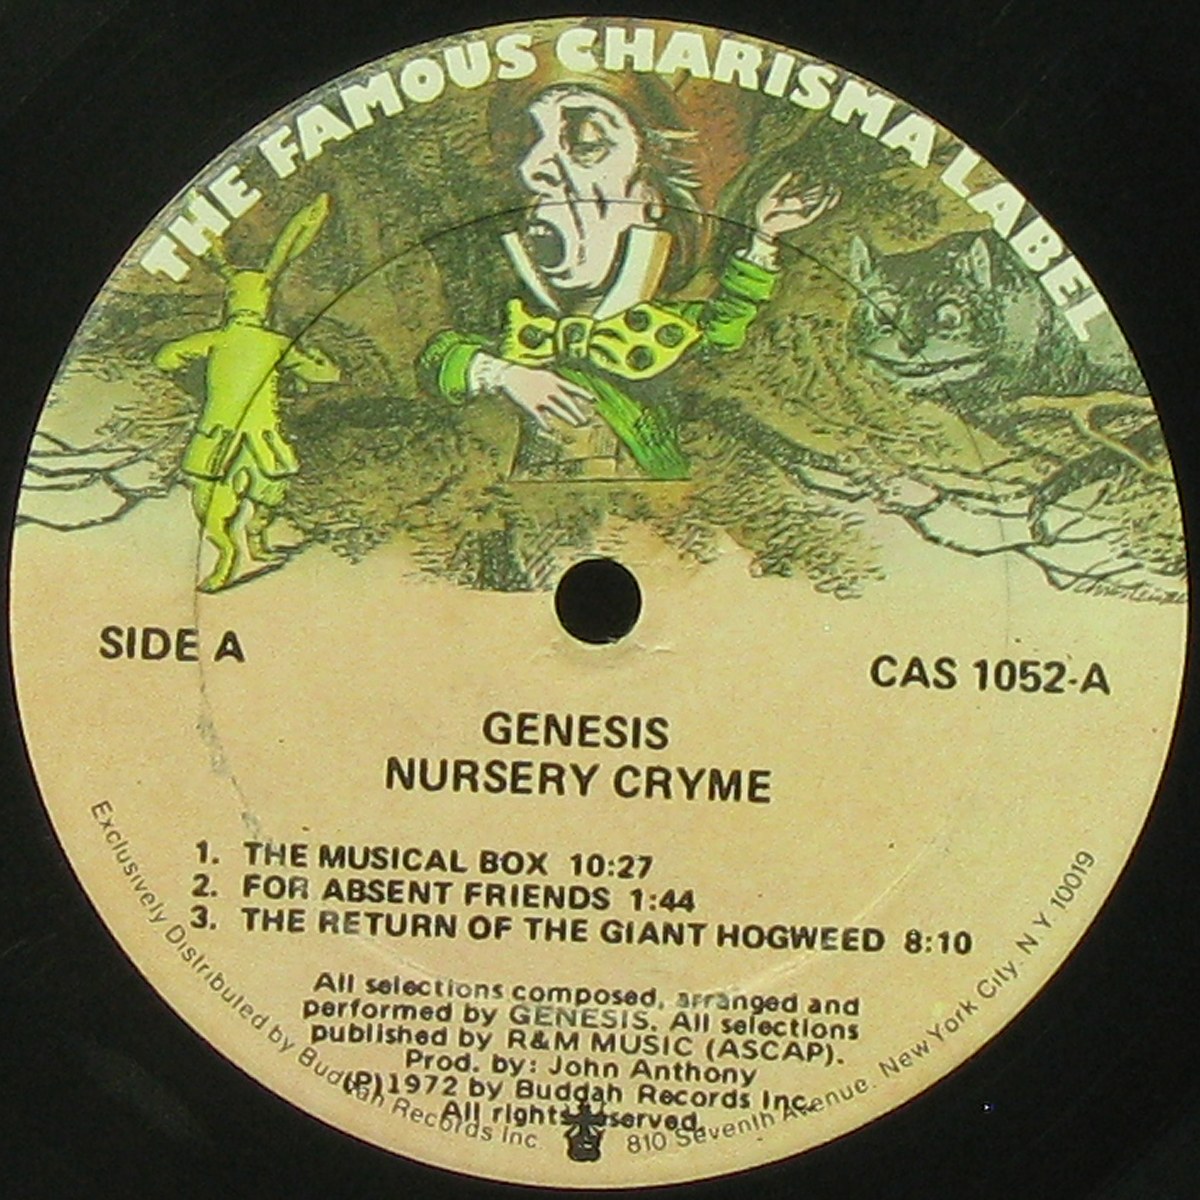 THE FAMOUS CHARISMA LABEL
SIDE A
CAS 1052-A
GENESIS
NURSERY CRYME
1. THE MUSICAL BOX 10:27
2. FOR ABSENT FRIENDS 1:44
3. THE RETURN OF THE GIANT HOGWEED 8:10
All selections composed, arranged and
performed by GENESIS. All selections
published by R&M MUSIC (ASCAP).
Prod. by: John Anthony
(P)1972 by Buddah Records Inc.
All rights reserved.
Exclusively Distributed by Buddah Records Inc. 810 Seventh Avenue. New York City. N Y 10019